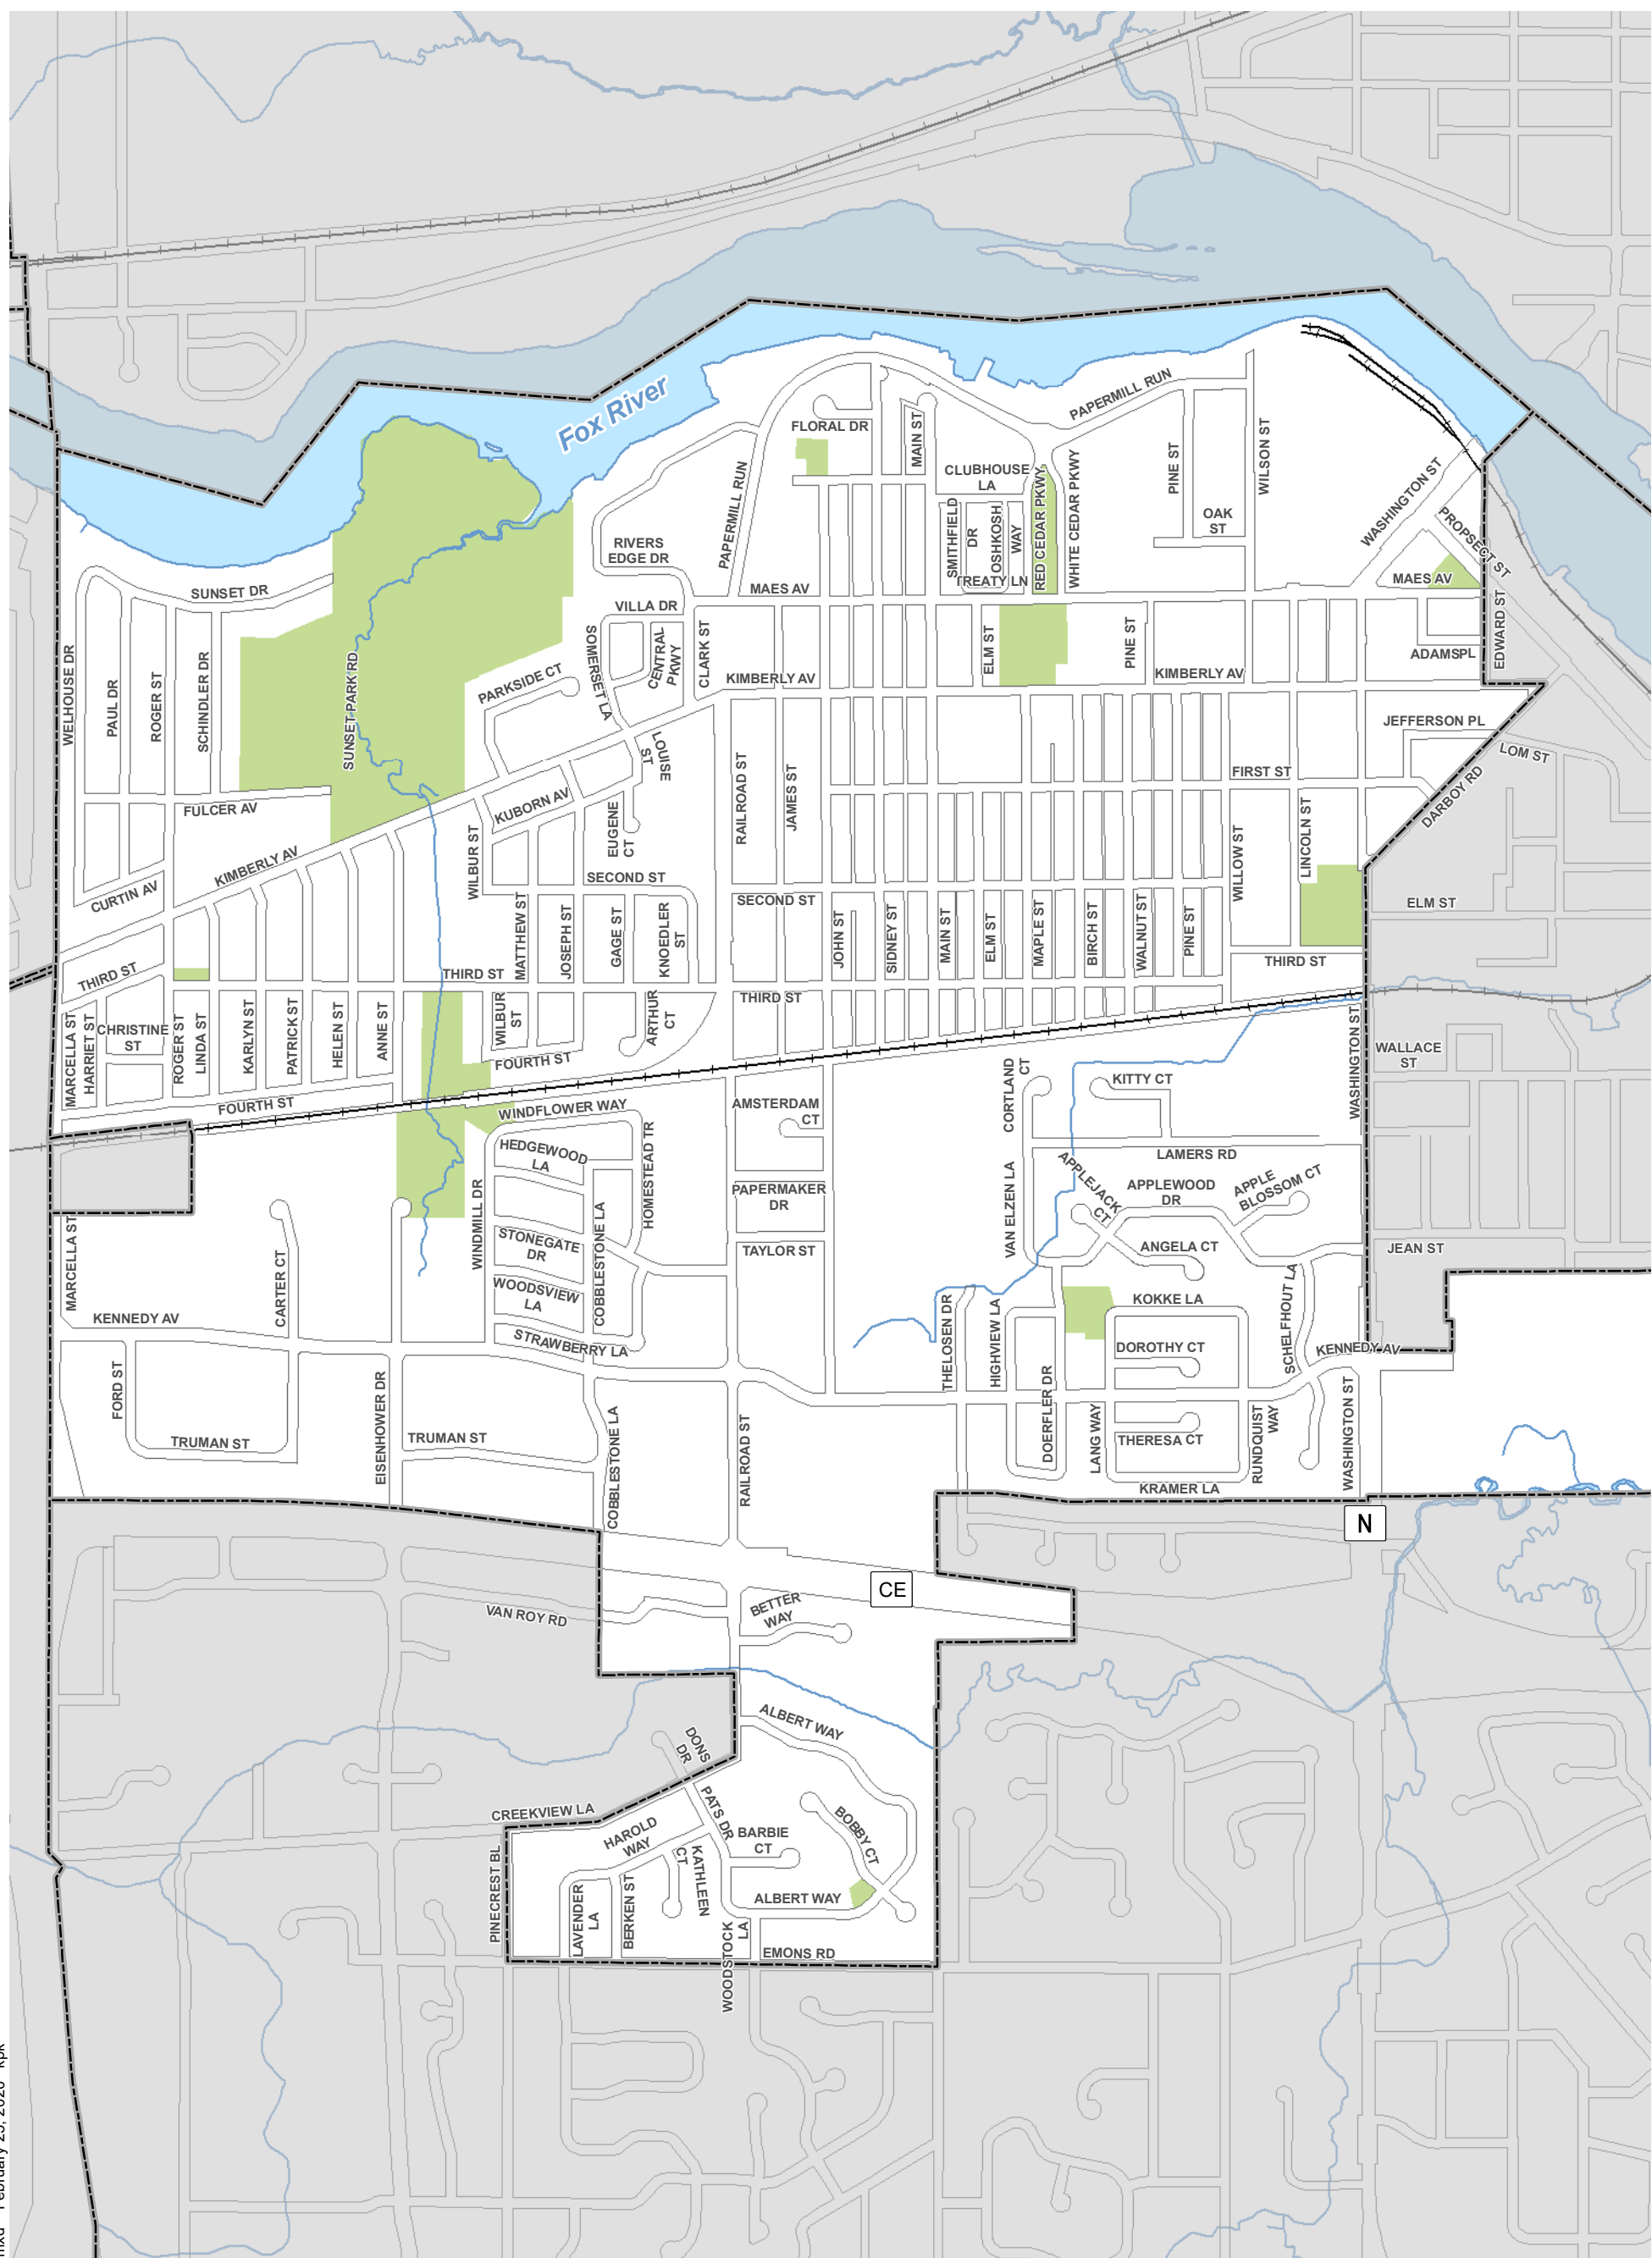 Fox River
PAPERMILL RUN
FLORAL DR
MAIN ST
CLUBHOUSE
LA
PINE ST
WILSON ST
WASHINGTON ST
PROPSECT ST
PAPERMILL RUN
RED CEDAR PKWY
WHITE CEDAR PKWY
OAK
ST
SMITHFIELD
DR
OSHKOSH
WAY
RIVERS
EDGE DR
TREATY LN
MAES AV
MAES AV
SUNSET DR
VILLA DR
EDWARD ST
WELHOUSE DR
PAUL DR
ROGER ST
SCHINDLER DR
SUNSET PARK RD
SOMERSET LA
CENTRAL
PKWY
CLARK ST
ELM ST
PINE ST
ADAMSPL
PARKSIDE CT
KIMBERLY AV
KIMBERLY AV
JEFFERSON PL
LOM ST
LOUISE
ST
RAILROAD ST
JAMES ST
FIRST ST
DARBOY RD
FULCER AV
KUBORN AV
EUGENE
CT
WILBUR ST
KIMBERLY AV
LINCOLN ST
WILLOW ST
CURTIN AV
SECOND ST
SECOND ST
ELM ST
MATTHEW ST
JOSEPH ST
GAGE ST
KNOEDLER
ST
JOHN ST
SIDNEY ST
MAIN ST
ELM ST
MAPLE ST
BIRCH ST
WALNUT ST
PINE ST
THIRD ST
THIRD ST
THIRD ST
THIRD ST
MARCELLA ST
HARRIET ST
CHRISTINE
ST
ROGER ST
LINDA ST
KARLYN ST
PATRICK ST
HELEN ST
ANNE ST
WILBUR
ST
ARTHUR
CT
WASHINGTON ST
WALLACE
ST
FOURTH ST
FOURTH ST
CORTLAND
CT
KITTY CT
WINDFLOWER WAY
AMSTERDAM
CT
HEDGEWOOD
LA
HOMESTEAD TR
LAMERS RD
APPLEJACK
CT
APPLEWOOD
DR
APPLE
BLOSSOM CT
PAPERMAKER
DR
VAN ELZEN LA
MARCELLA ST
CARTER CT
WINDMILL DR
STONEGATE
DR
COBBLESTONE LA
TAYLOR ST
ANGELA CT
JEAN ST
WOODSVIEW
LA
KENNEDY AV
STRAWBERRY LA
THELOSEN DR
HIGHVIEW LA
KOKKE LA
SCHELFHOUT LA
DOROTHY CT
KENNEDY AV
FORD ST
EISENHOWER DR
TRUMAN ST
TRUMAN ST
COBBLESTONE LA
RAILROAD ST
DOERFLER DR
LANG WAY
THERESA CT
RUNDQUIST
WAY
WASHINGTON ST
KRAMER LA
N
CE
VAN ROY RD
BETTER
WAY
ALBERT WAY
DONS
DR
PATS DR
CREEKVIEW LA
HAROLD
WAY
BARBIE
CT
BOBBY CT
KATHLEEN
CT
PINECREST BL
LAVENDER
LA
BERKEN ST
ALBERT WAY
WOODSTOCK
LA
EMONS RD